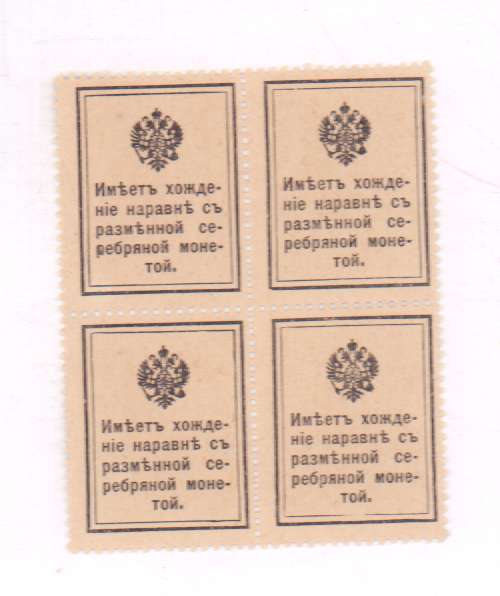 Имѣетъ хожде-
ніе наравнѣ съ
размѣнной се-
ребряной моне-
той.
Имѣетъ хожде-
ніе наравнѣ съ
размѣнной се-
ребряной моне-
той.
Имѣетъ хожде-
ніе наравнѣ съ
размѣнной се-
ребряной моне-
той.
Имѣетъ хожде-
ніе наравнѣ съ
размѣнной се-
ребряной моне-
той.